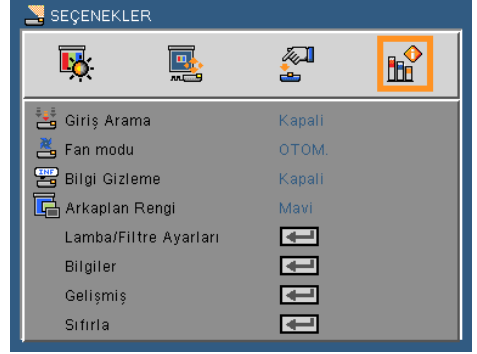 SEÇENEKLER
Giriş Arama Kapali
Fan modu OTOM.
INF Bilgi Gizleme Kapali
Arkaplan Rengi Mavi
Lamba/Filtre Ayarları
Bilgiler
Gelişmiş
Sıfırla